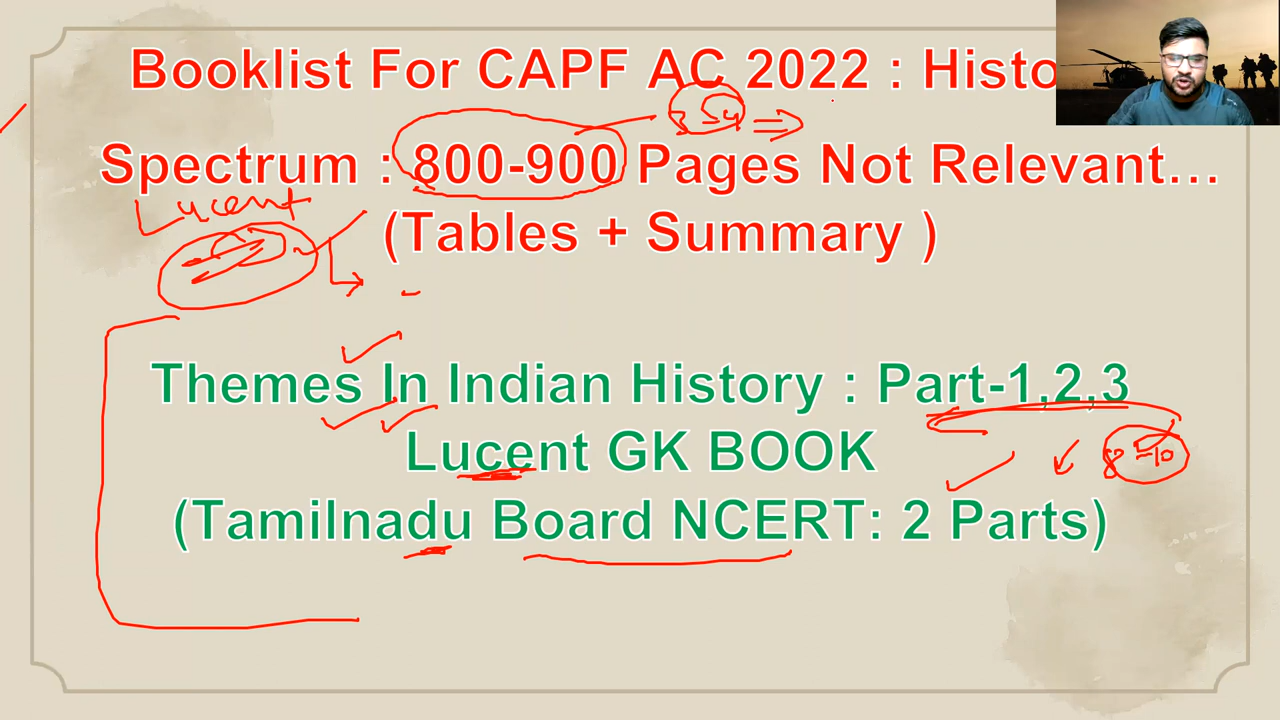 Booklist For CAPF AC 2022 : Histo
Spectrum : 800-900 Pages Not Relevant...
Lucent
(Tables + Summary )
Themes In Indian History : Part-1,2,3
Lucent GK BOOK
8-10
(Tamilnadu Board NCERT: 2 Parts)